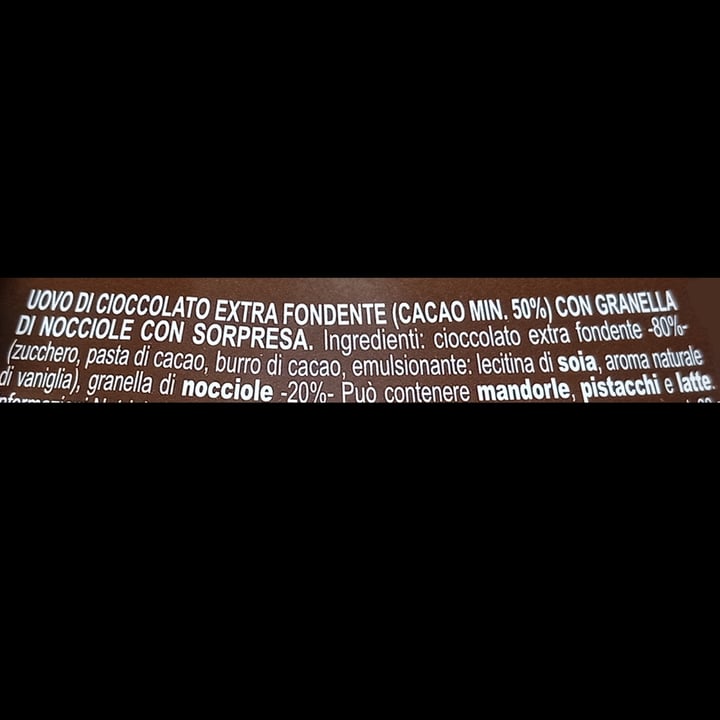 UOVO DI CIOCCOLATO EXTRA FONDENTE (CACAO MIN. 50%) CON GRANELLA
DI NOCCIOLE CON SORPRESA. Ingredienti: cioccolato extra fondente -80%-
(zucchero, pasta di cacao, burro di cacao, emulsionante: lecitina di soia, aroma naturale
di vaniglia), granella di nocciole -20%- Può contenere mandorle, pistacchi e latte.